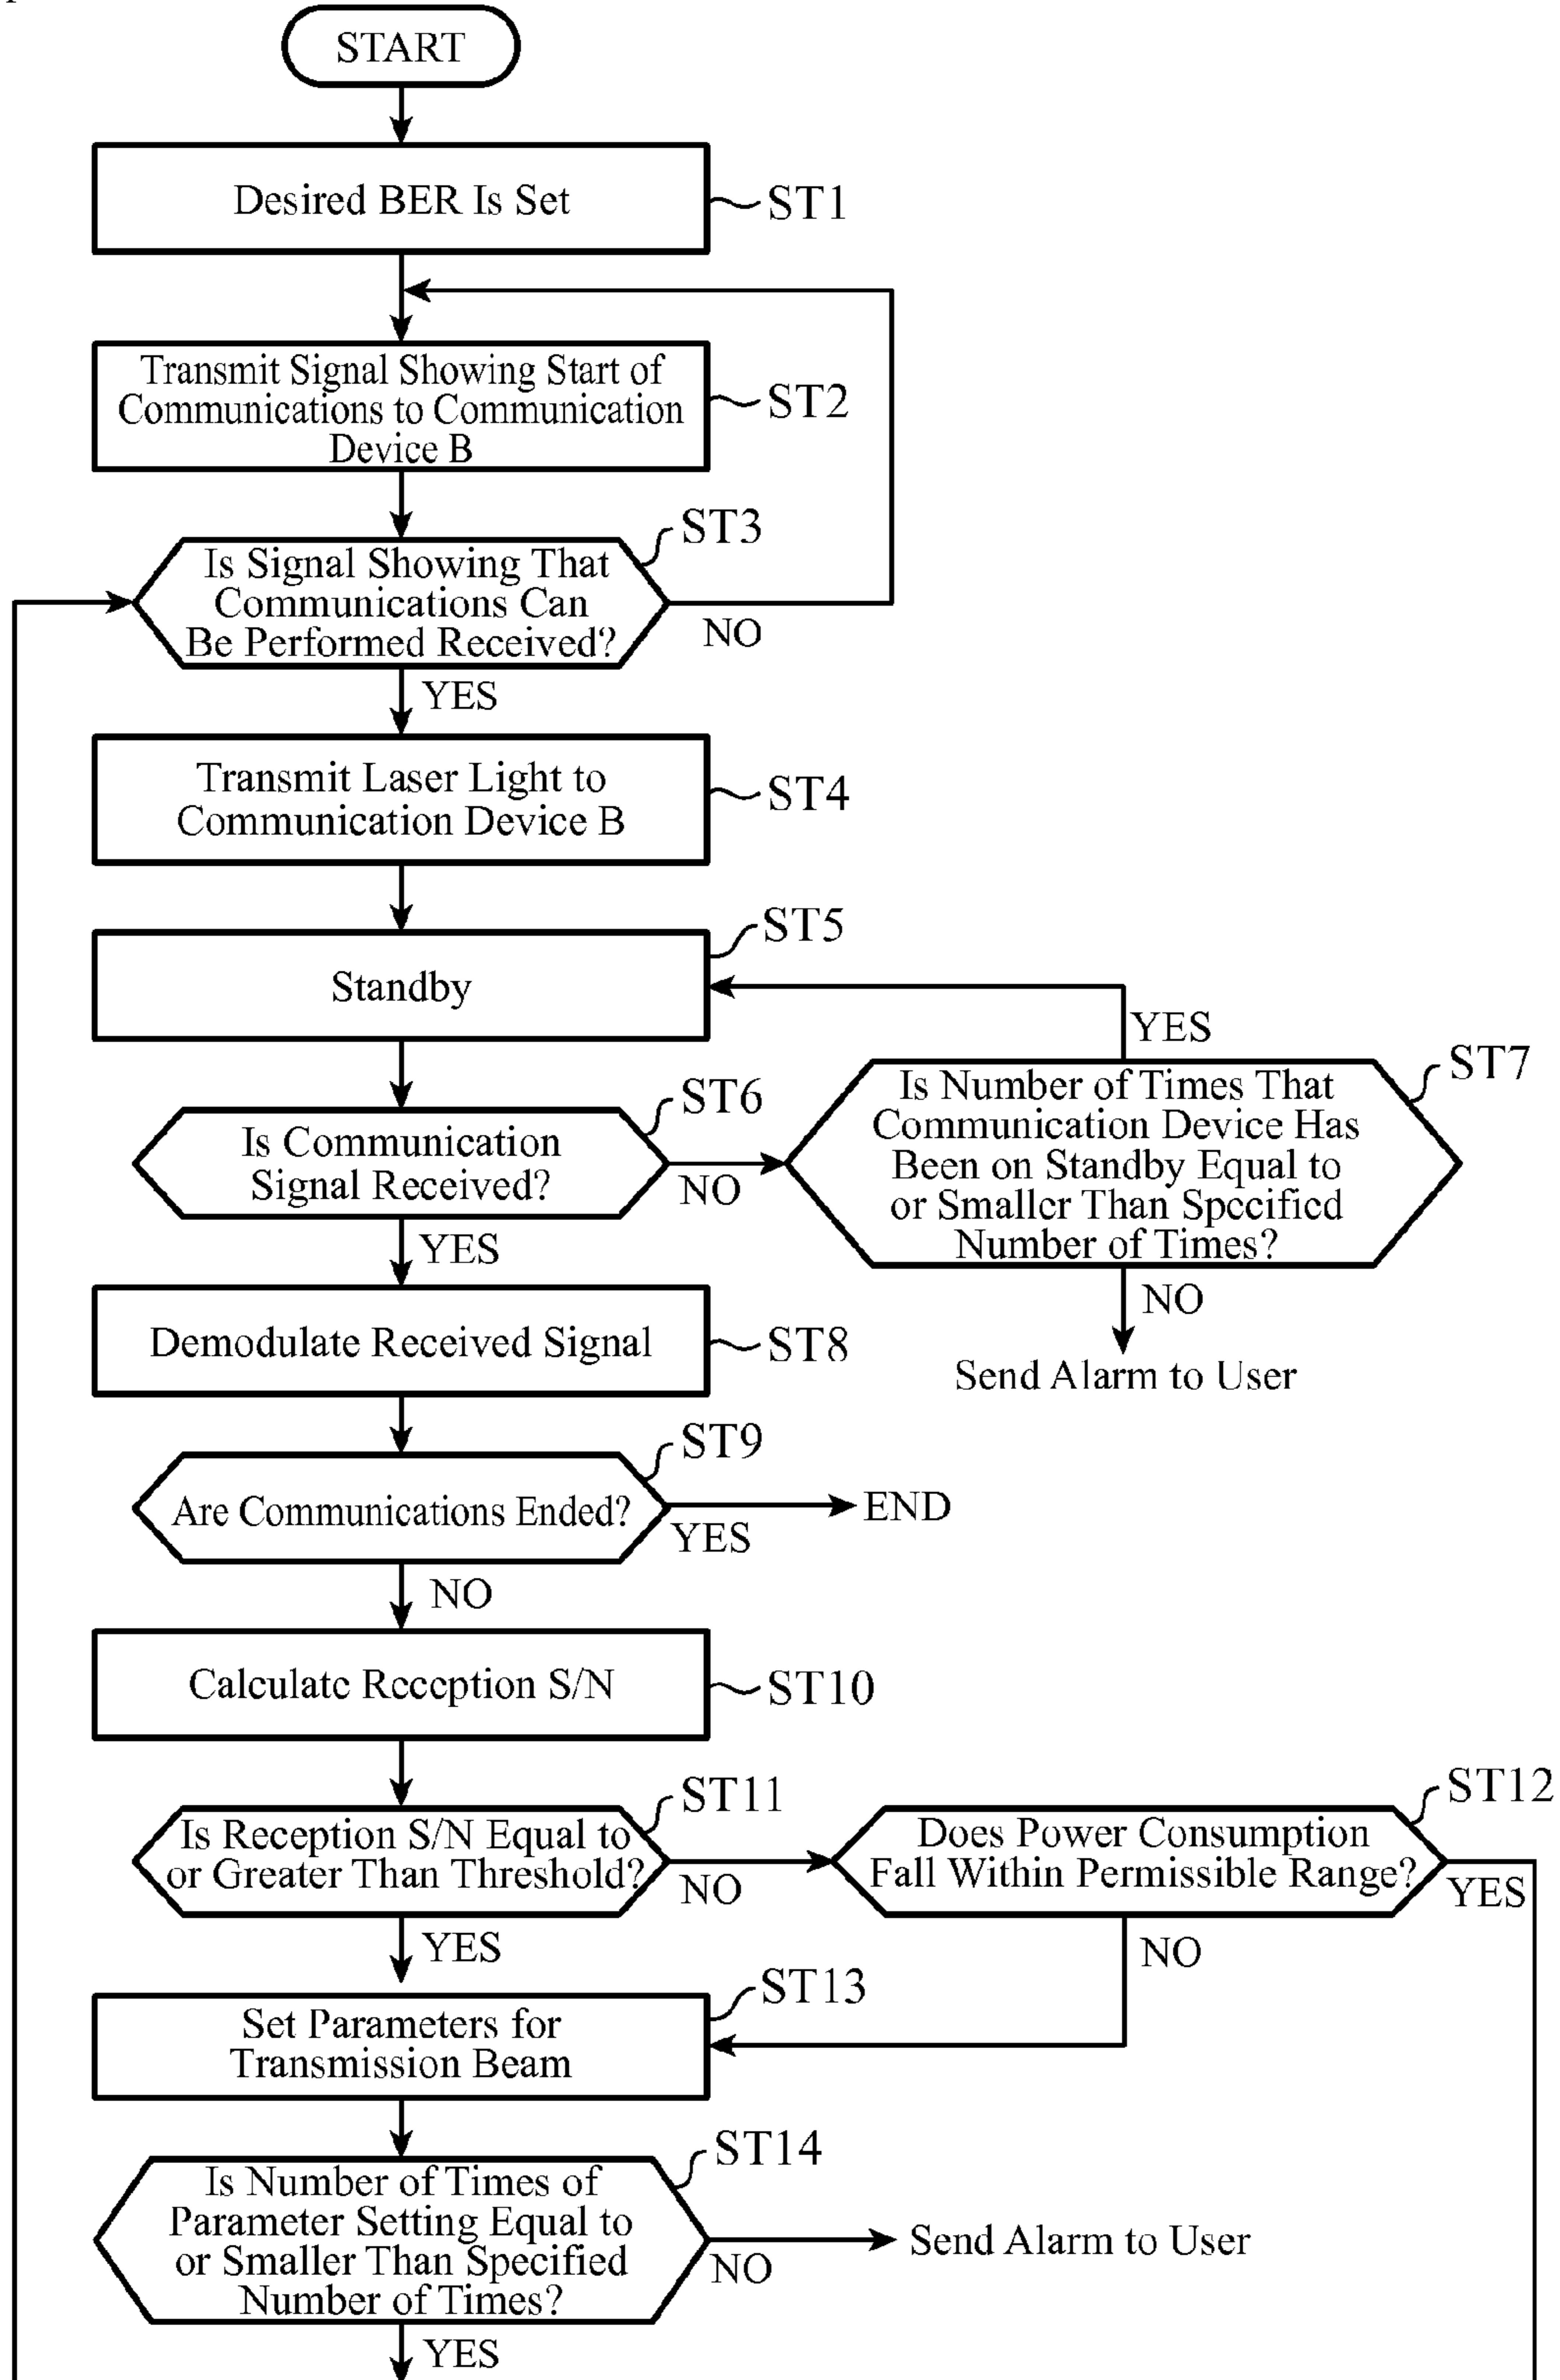 START
Desired BER Is Set
ST1
Transmit Signal Showing Start of
Communications to Communication
Device B
ST2
ST3
Is Signal Showing That
Communications Can
Be Performed Received?
NO
YES
Transmit Laser Light to
Communication Device B
ST4
ST5
Standby
YES
ST7
Is Number of Times That
Communication Device Has
Been on Standby Equal to
or Smaller Than Specified
Number of Times?
ST6
Is Communication
Signal Received?
NO
YES
NO
Send Alarm to User
Demodulate Received Signal
ST8
ST9
Are Communications Ended?
YES
END
NO
Calculate Reception S/N
ST10
ST11
Is Reception S/N Equal to
or Greater Than Threshold?
NO
ST12
Does Power Consumption
Fall Within Permissible Range?
YES
YES
NO
ST13
Set Parameters for
Transmission Beam
ST14
Is Number of Times of
Parameter Setting Equal to
or Smaller Than Specified
Number of Times?
NO
Send Alarm to User
YES